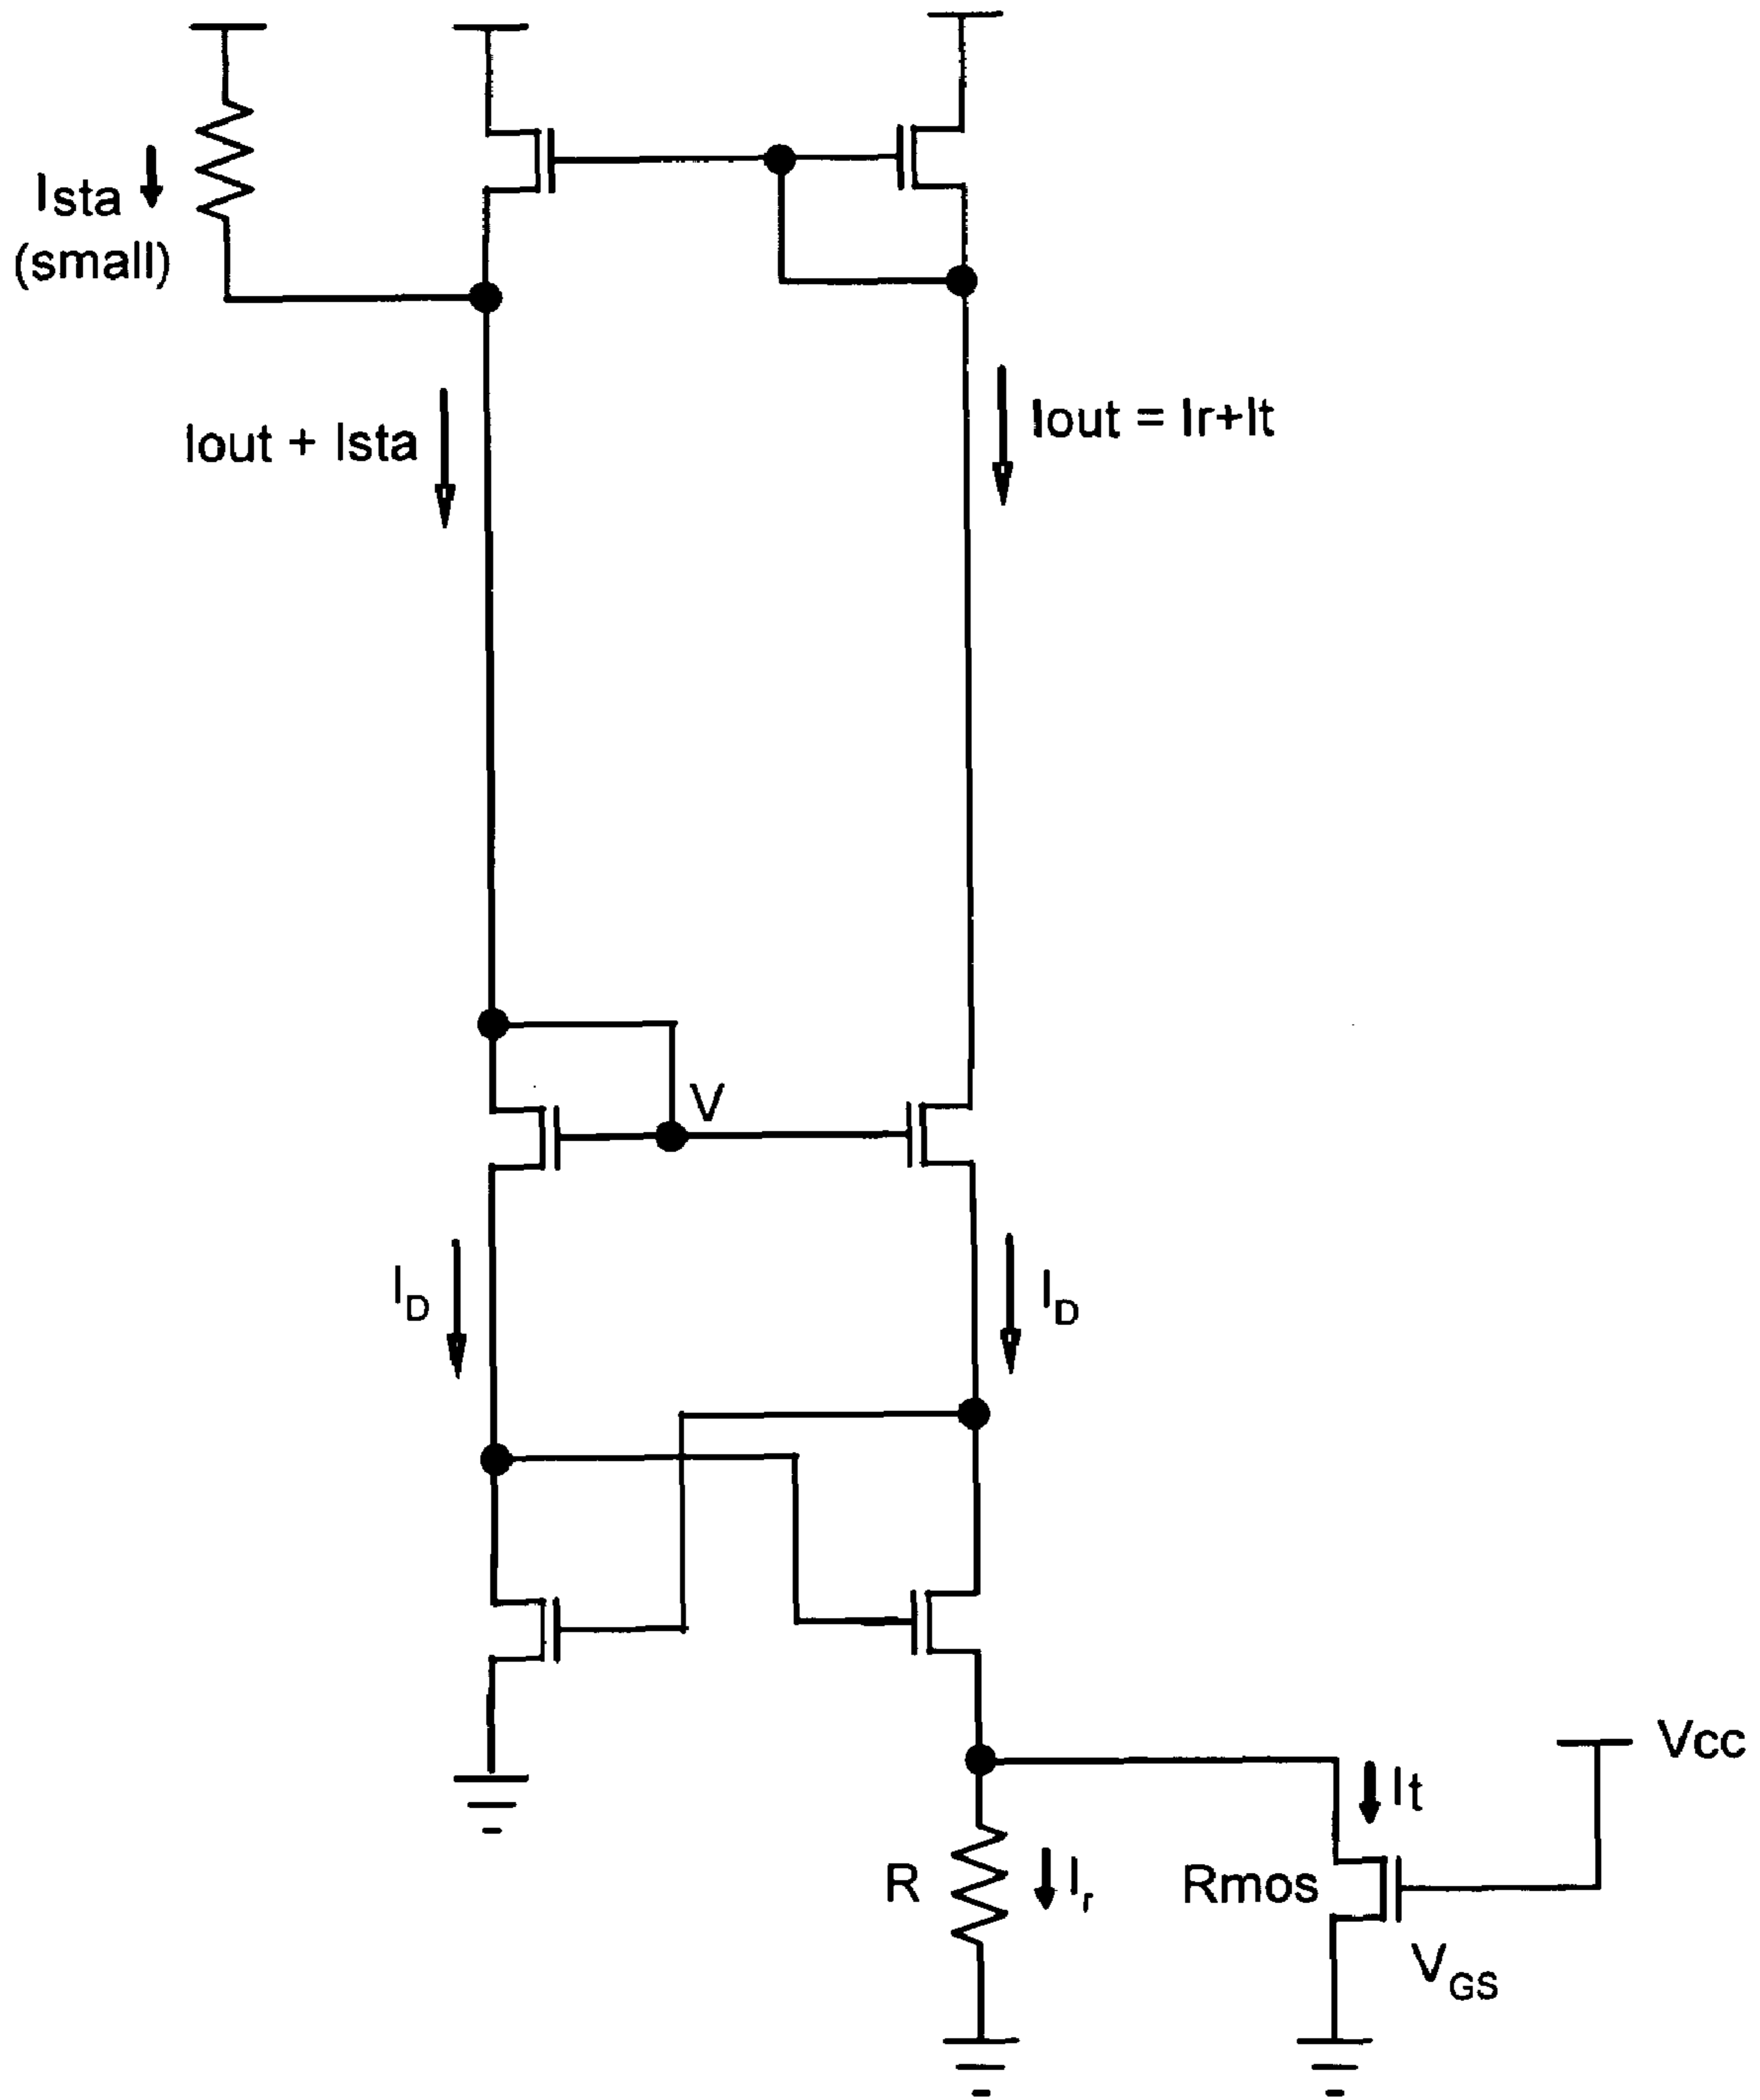 Ista
(small)
Iout + Ista
Iout = Ir+It
V
ID
ID
Vcc
It
R
Ir
Rmos
VGS